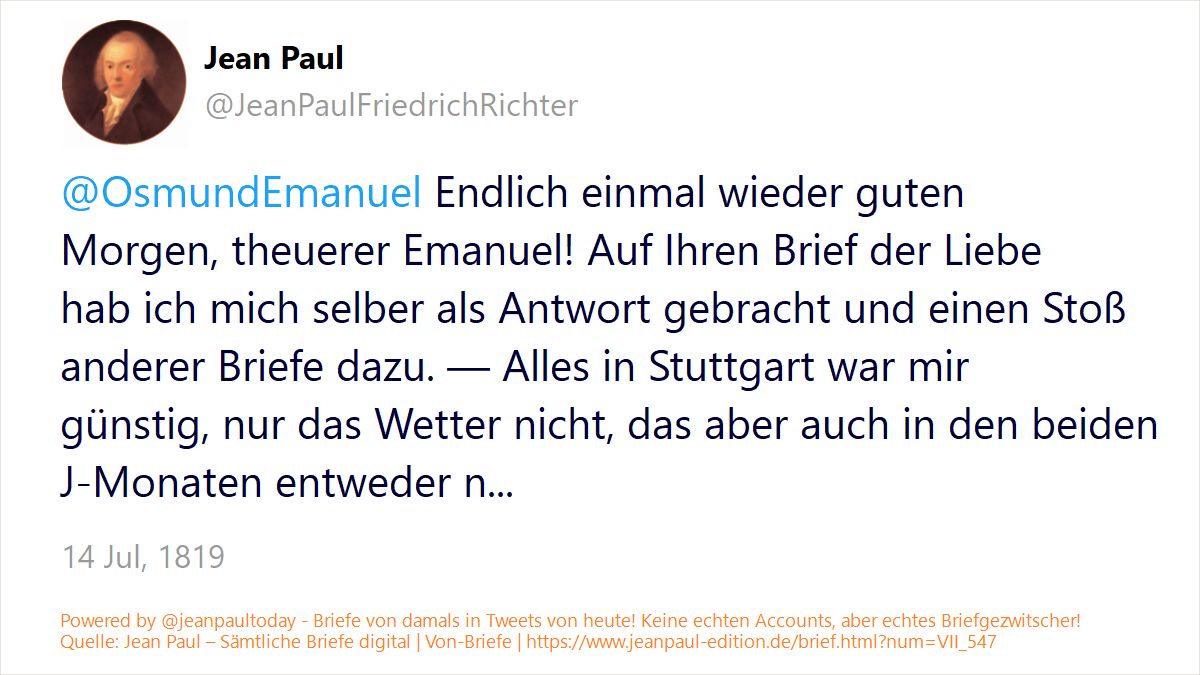 Jean Paul
@JeanPaulFriedrichRichter
@OsmundEmanuel Endlich einmal wieder guten
Morgen, theuerer Emanuel! Auf Ihren Brief der Liebe
hab ich mich selber als Antwort gebracht und einen Stoß
anderer Briefe dazu. — Alles in Stuttgart war mir
günstig, nur das Wetter nicht, das aber auch in den beiden
J-Monaten entweder n...
14 Jul, 1819
Powered by @jeanpaultoday - Briefe von damals in Tweets von heute! Keine echten Accounts, aber echtes Briefgezwitscher!
Quelle: Jean Paul – Sämtliche Briefe digital | Von-Briefe | https://www.jeanpaul-edition.de/brief.html?num=VII_547